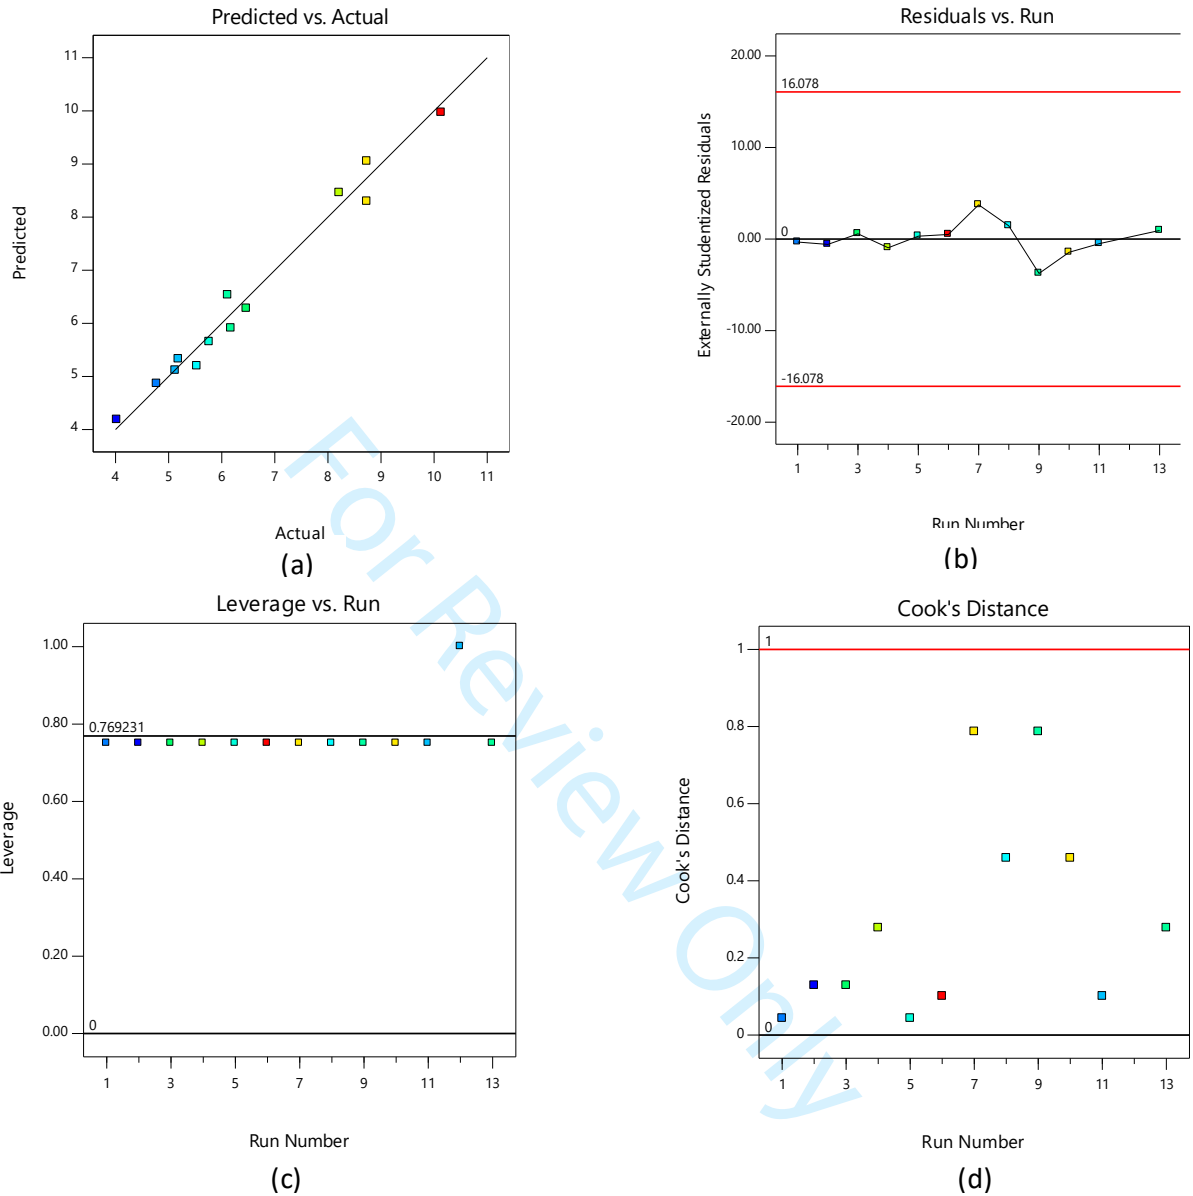 Predicted vs. Actual
11
10
9
8
7
6
5
4
Predicted
4 5 6 7 8 9 10 11
Actual
(a)
Residuals vs. Run
20.00
10.00
0.00
-10.00
-20.00
16.078
0
-16.078
Externally Studentized Residuals
1 3 5 7 9 11 13
Run Number
(b)
Leverage vs. Run
1.00
0.80
0.60
0.40
0.20
0.00
0.769231
0
Leverage
1 3 5 7 9 11 13
Run Number
(c)
Cook's Distance
1
0.8
0.6
0.4
0.2
0
1
0
Cook's Distance
1 3 5 7 9 11 13
Run Number
(d)
For Review Only